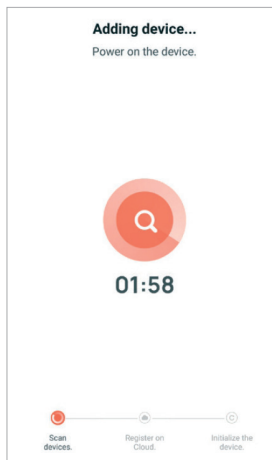 Adding device...
Power on the device.
01:58
Scan
devices.
Register on
Cloud.
Initialize the
device.